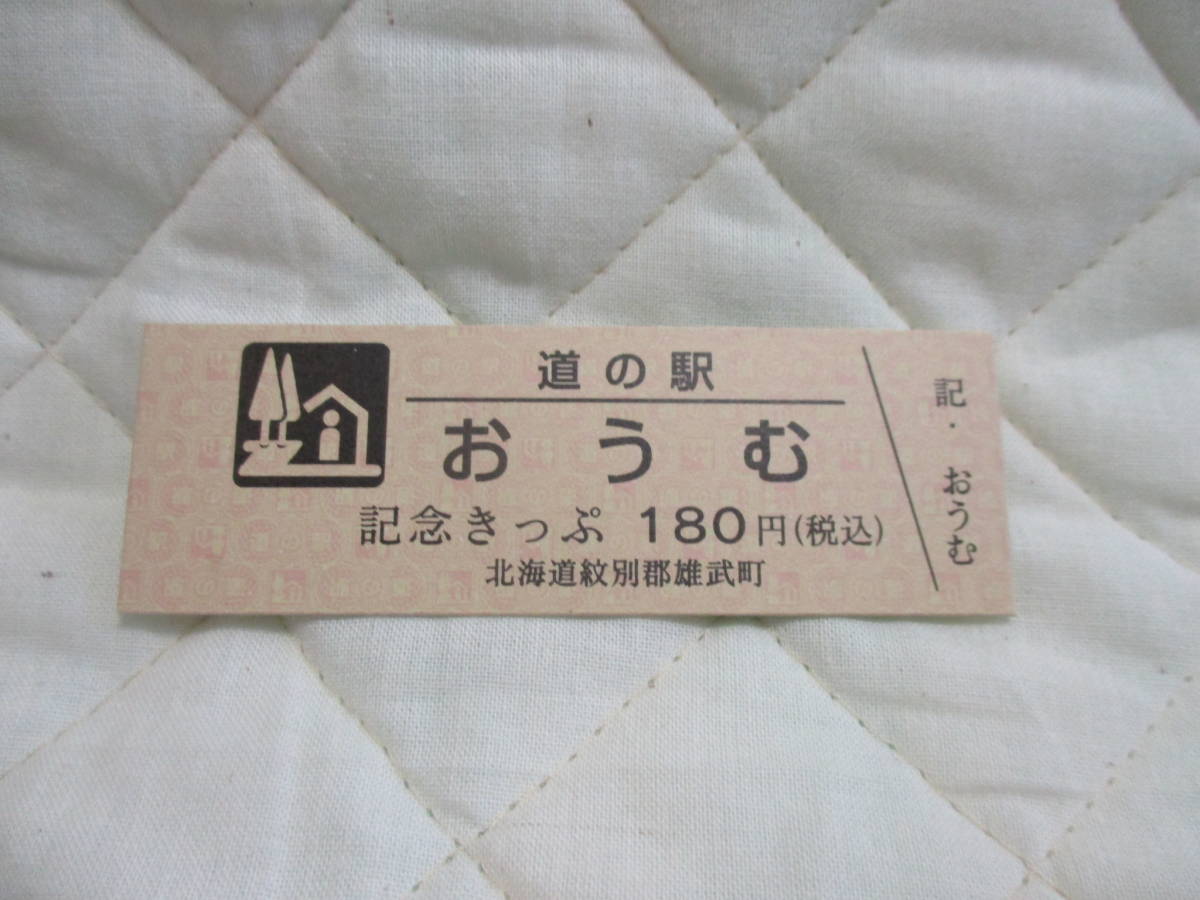 道の駅
おうむ
記念きっぷ 180円(税込)
北海道紋別郡雄武町
記・おうむ